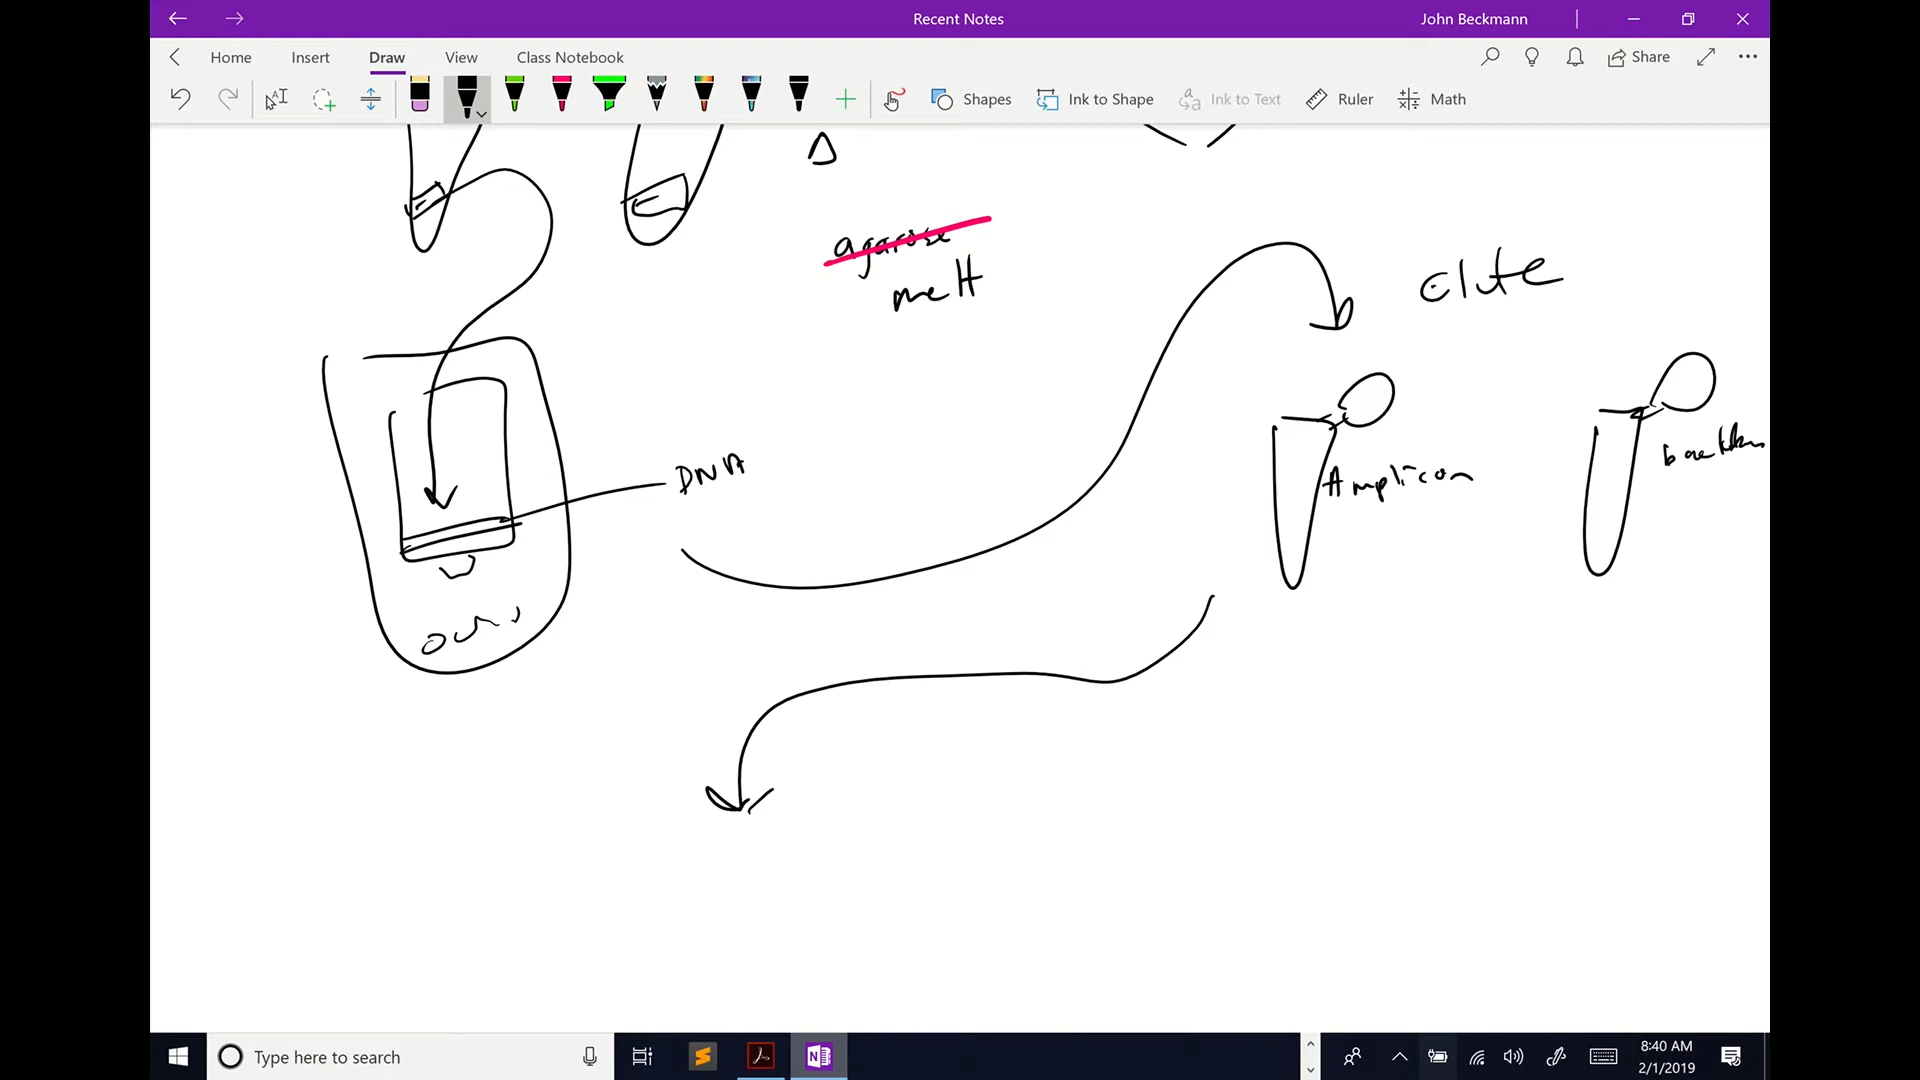 Recent Notes
John Beckmann
Home Insert Draw View Class Notebook
Share
Shapes
Ink to Shape
Ink to Text
Ruler
Math
Δ
agarose
melt
Elute
DNA
Amplicon
Type here to search
8:40 AM
2/1/2019